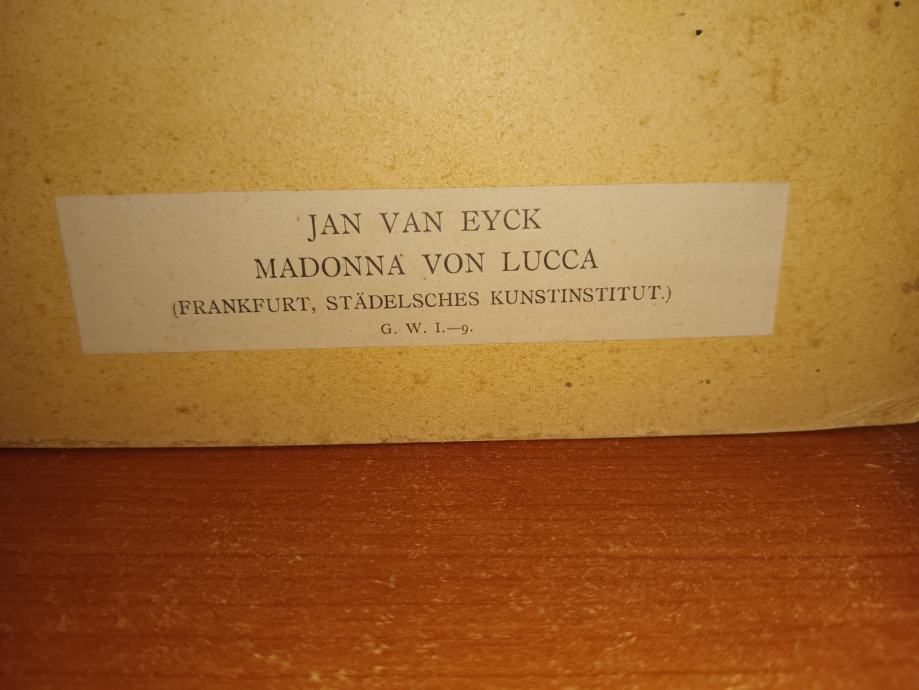 JAN VAN EYCK
MADONNA VON LUCCA
(FRANKFURT, STÄDELSCHES KUNSTINSTITUT.)
G. W. I.—9.